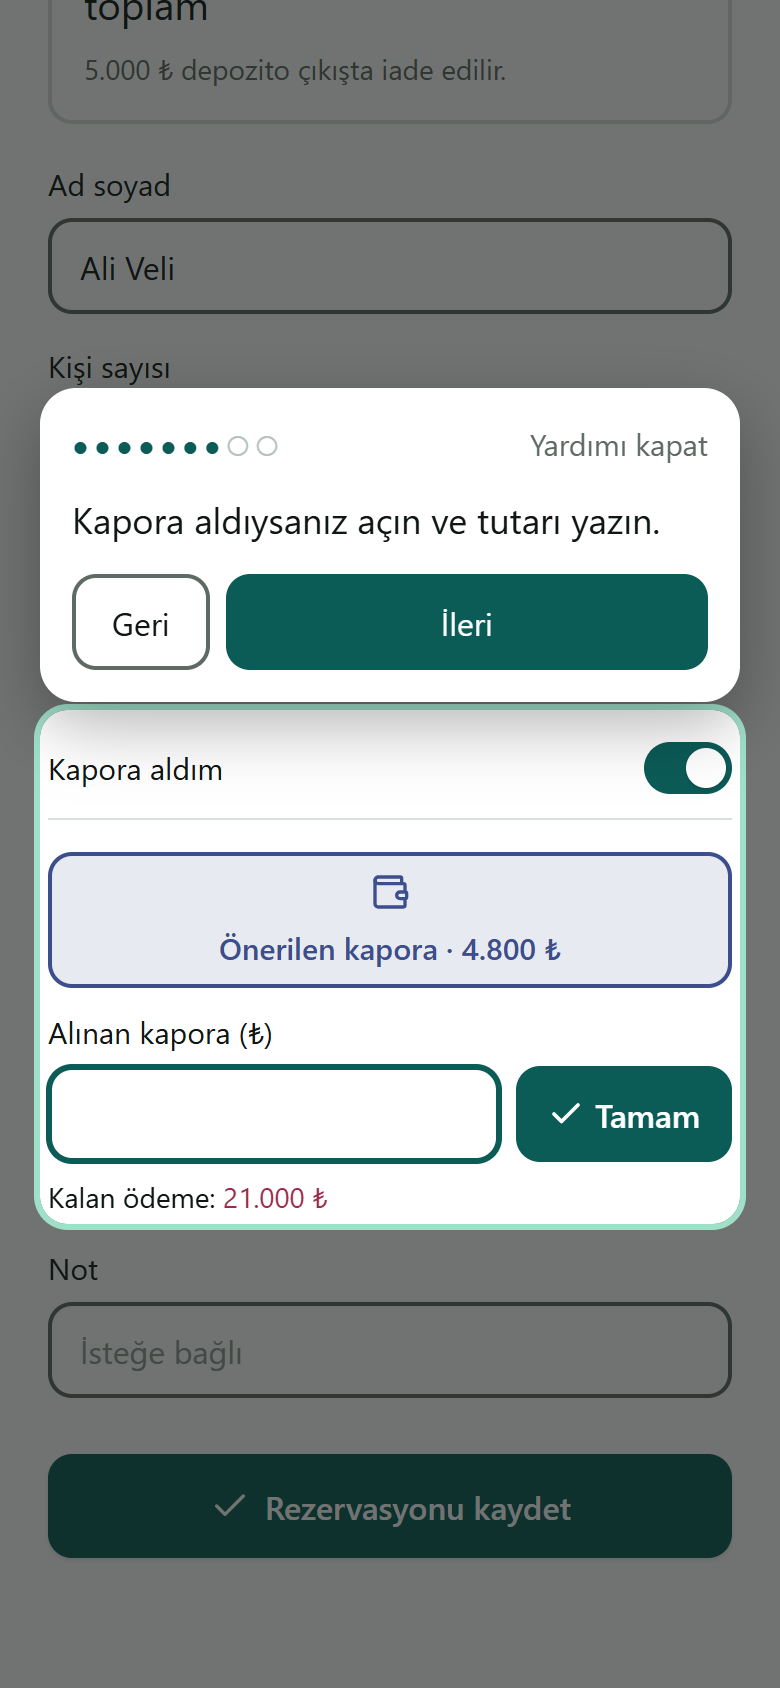 toplam
5.000 ₺ depozito çıkışta iade edilir.
Ad soyad
Ali Veli
Kişi sayısı
Yardımı kapat
Kapora aldıysanız açın ve tutarı yazın.
Geri
İleri
Kapora aldım
Önerilen kapora · 4.800 ₺
Alınan kapora (₺)
Tamam
Kalan ödeme: 21.000 ₺
Not
İsteğe bağlı
Rezervasyonu kaydet